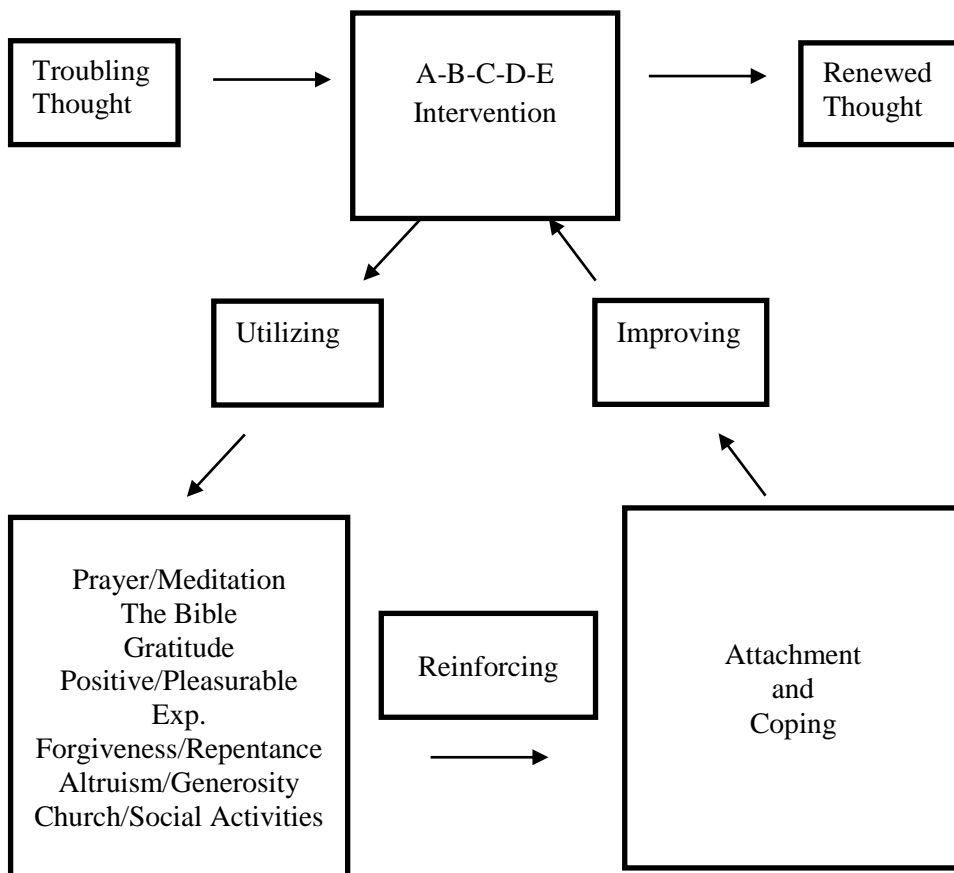 Troubling
Thought
A-B-C-D-E
Intervention
Renewed
Thought
Utilizing
Improving
Prayer/Meditation
The Bible
Gratitude
Positive/Pleasurable
Exp.
Forgiveness/Repentance
Altruism/Generosity
Church/Social Activities
Reinforcing
Attachment
and
Coping